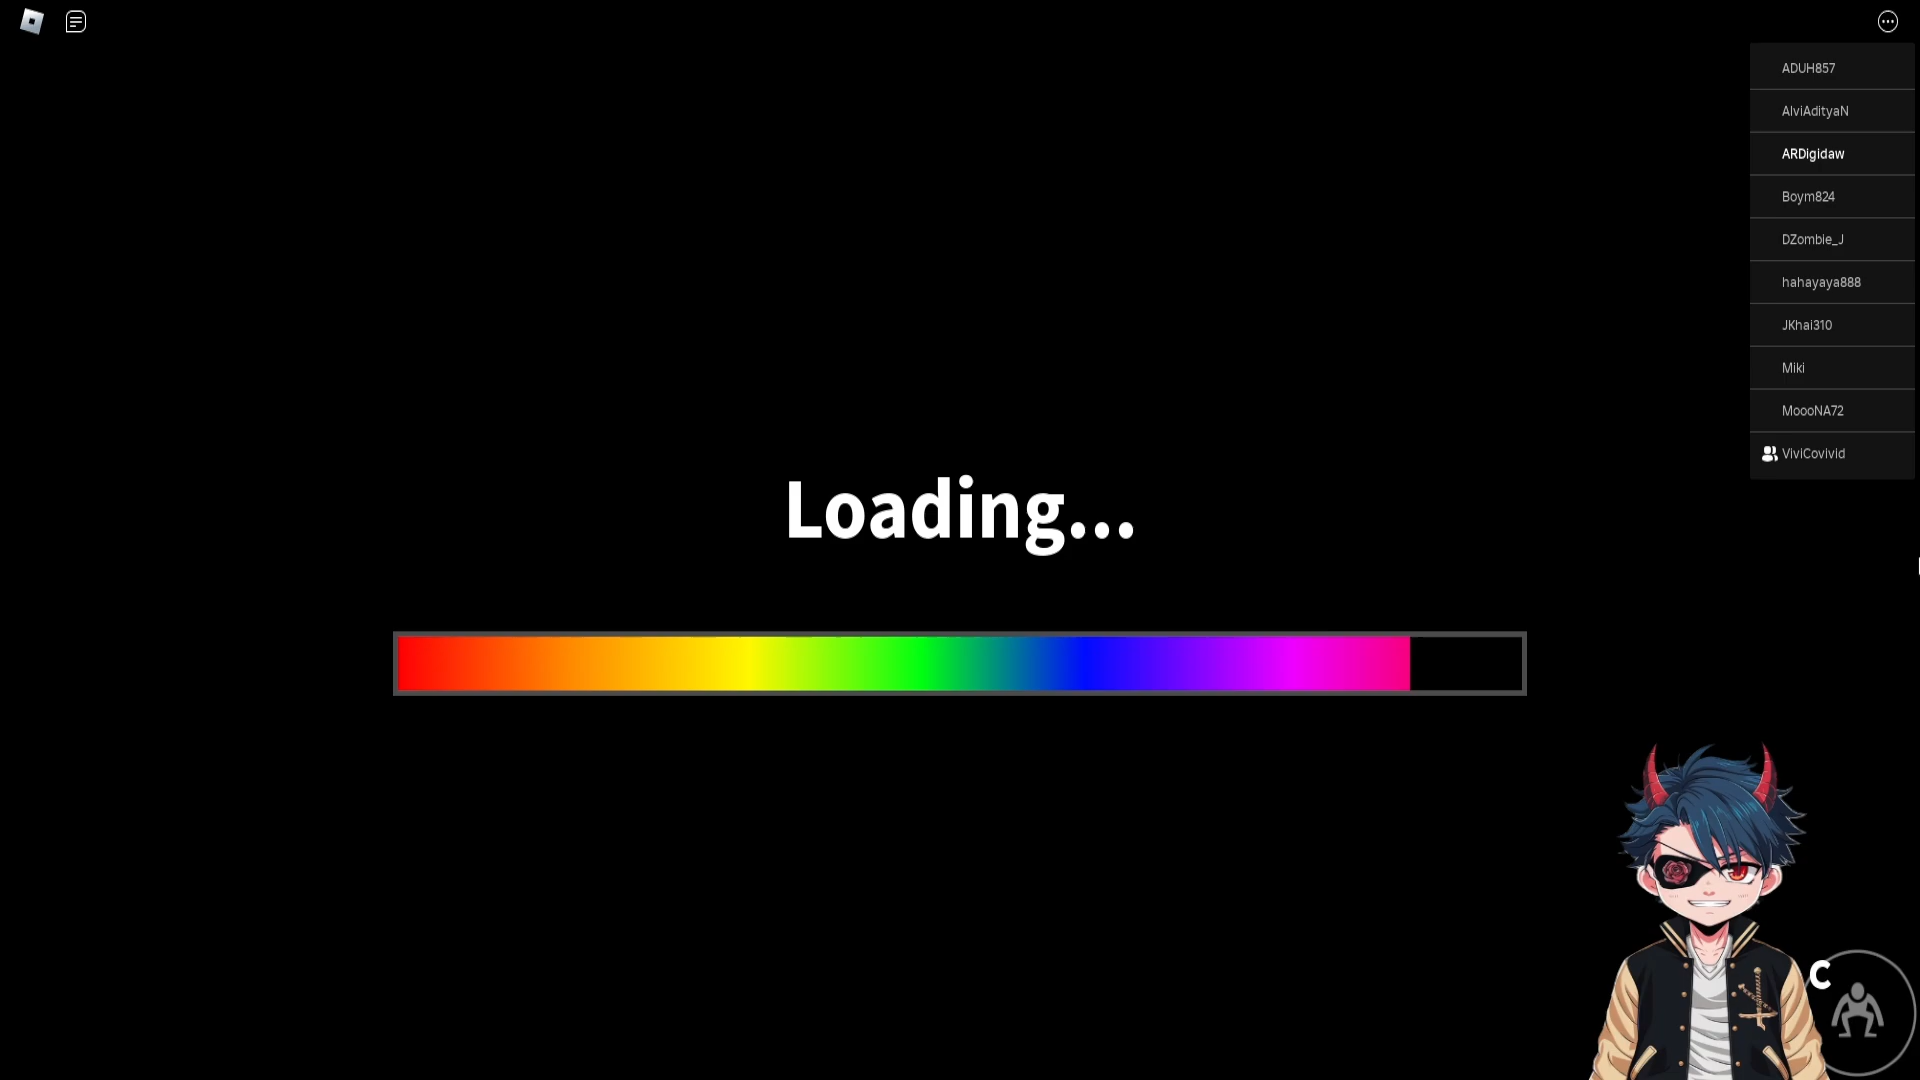 ADUH857
AlviAdityaN
ARDigidaw
Boym824
DZombie_J
hahayaya888
JKhai310
Miki
MoooNA72
ViviCovivid
Loading...
C